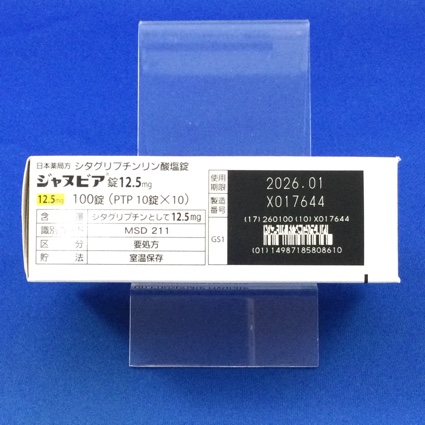 日本薬局方 シタグリプチンリン酸塩錠
ジャヌビア®錠12.5mg
12.5mg 100錠(PTP 10錠×10)
含量 シタグリプチンとして12.5mg
識別コード MSD 211
区分 要処方
貯法 室温保存
使用期限 2026.01
製造番号 X017644
(17)260100(10)X017644
GS1
(01)14987185808610